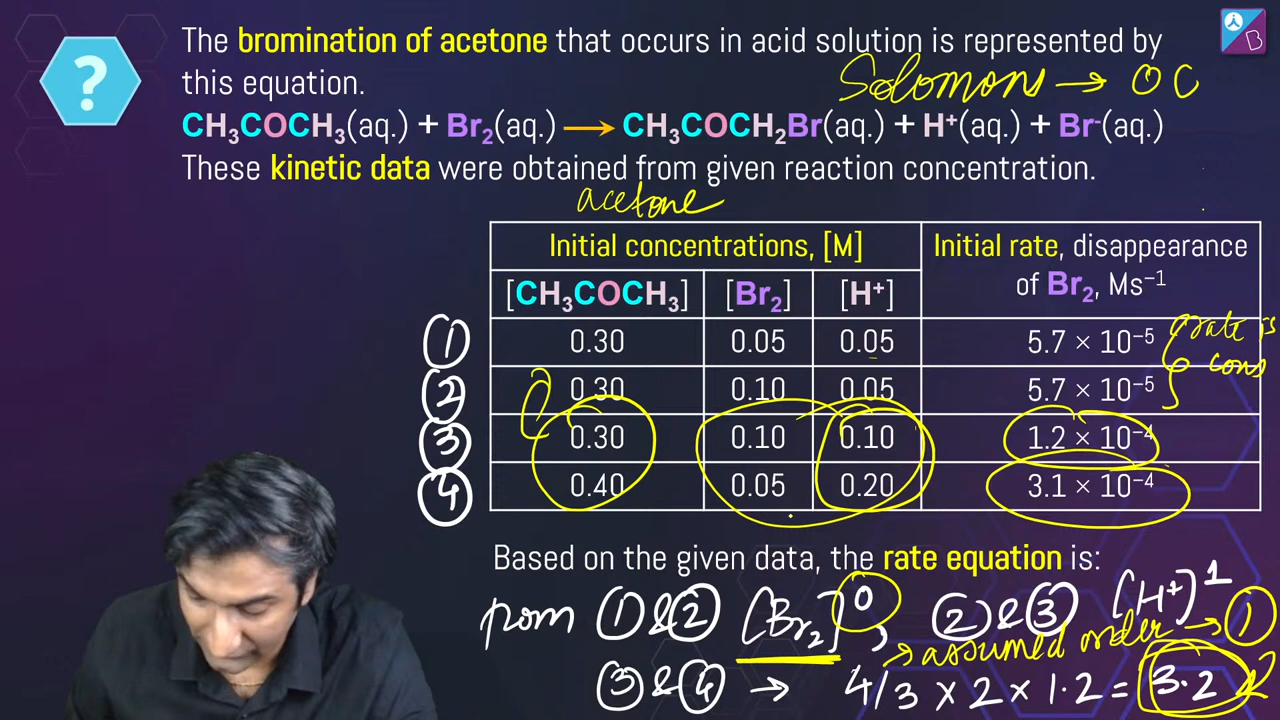 ?
The bromination of acetone that occurs in acid solution is represented by
this equation.
Solomons → OC
CH₃COCH₃(aq.) + Br₂(aq.) → CH₃COCH₂Br(aq.) + H⁺(aq.) + Br⁻(aq.)
These kinetic data were obtained from given reaction concentration.
acetone
Initial concentrations, [M] Initial rate, disappearance
of Br₂, Ms⁻¹
[CH₃COCH₃] [Br₂] [H⁺]
① 0.30 0.05 0.05 5.7 × 10⁻⁵ rate is
② 0.30 0.10 0.05 5.7 × 10⁻⁵ cons
③ 0.30 0.10 0.10 1.2 × 10⁻⁴
④ 0.40 0.05 0.20 3.1 × 10⁻⁴
Based on the given data, the rate equation is:
from ① & ② [Br₂]⁰, ② & ③ [H⁺]¹
→ assumed order → ①
③ & ④ → 4/3 × 2 × 1.2 = 3.2